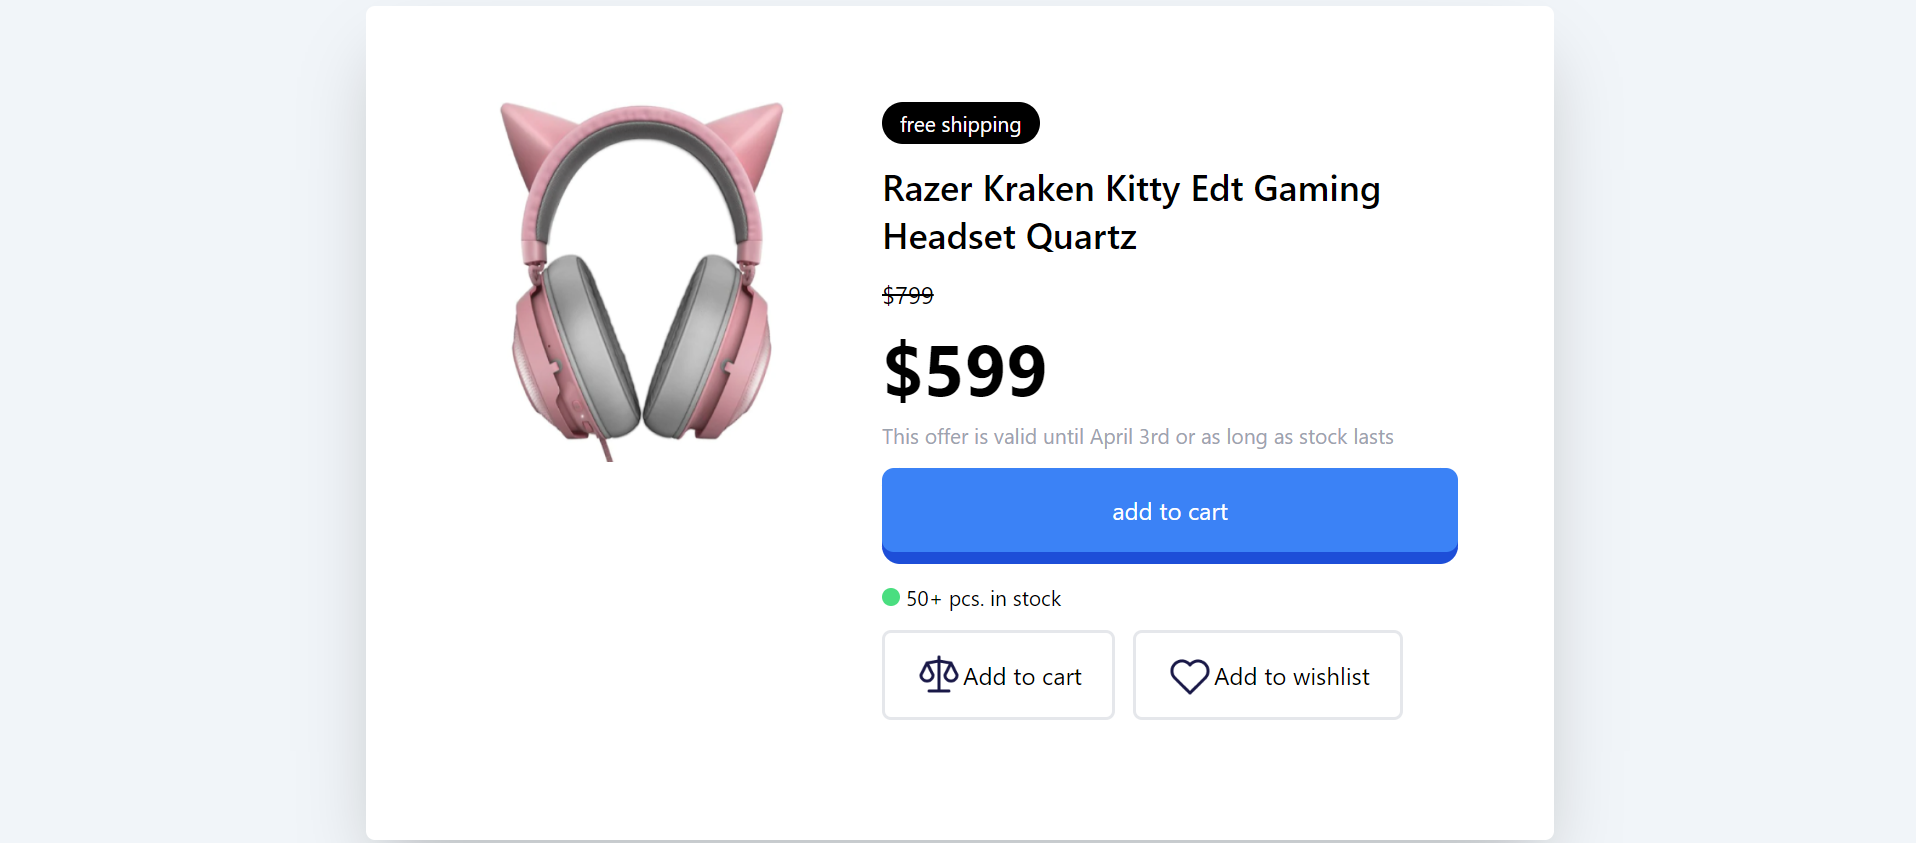 free shipping
Razer Kraken Kitty Edt Gaming
Headset Quartz
$799
$599
This offer is valid until April 3rd or as long as stock lasts
add to cart
50+ pcs. in stock
Add to cart
Add to wishlist